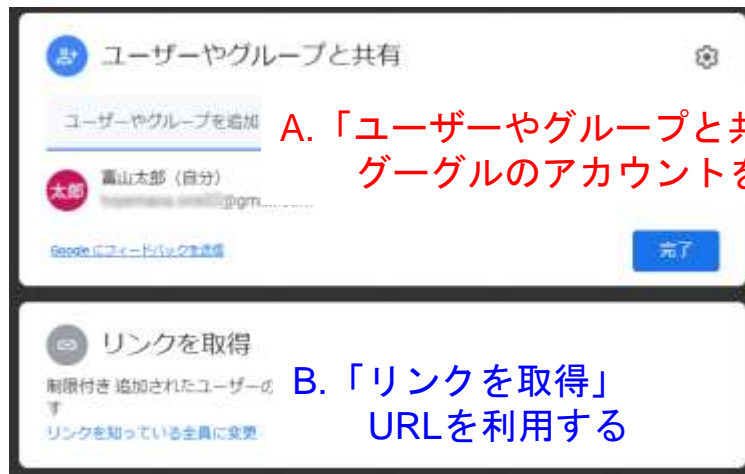 ユーザーやグループと共有
ユーザーやグループを追加
A.「ユーザーやグループと共
グーグルのアカウントを
太郎
富山太郎（自分）
@gm
Google にフィードバックを送信
完了
リンクを取得
制限付き 追加されたユーザーの
す
リンクを知っている全員に変更
B.「リンクを取得」
URLを利用する